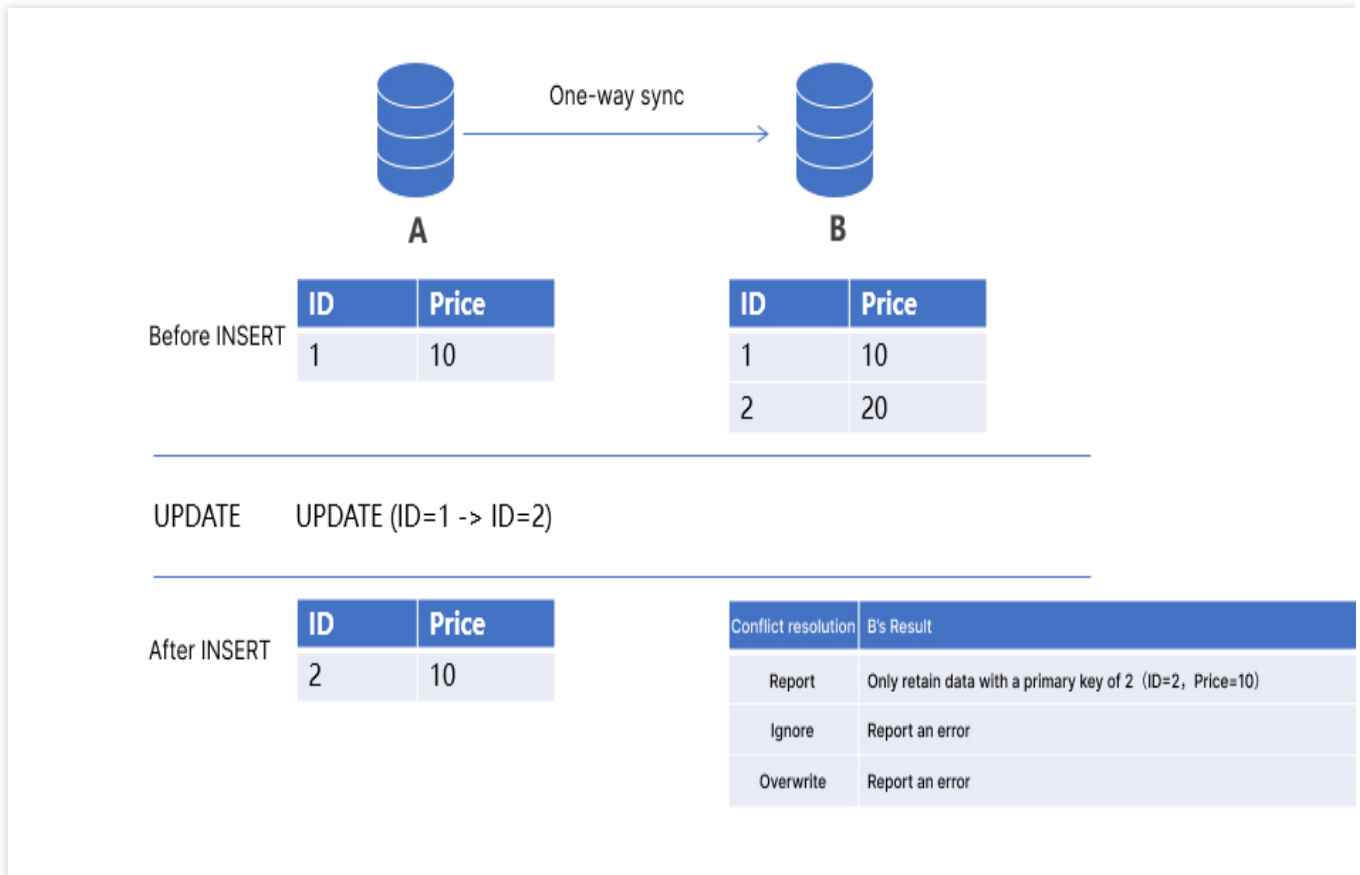 One-way sync
A B
Before INSERT
ID Price
1 10
ID Price
1 10
2 20
UPDATE UPDATE (ID=1 -> ID=2)
After INSERT
ID Price
2 10
Conflict resolution B's Result
Report Only retain data with a primary key of 2（ID=2，Price=10）
Ignore Report an error
Overwrite Report an error